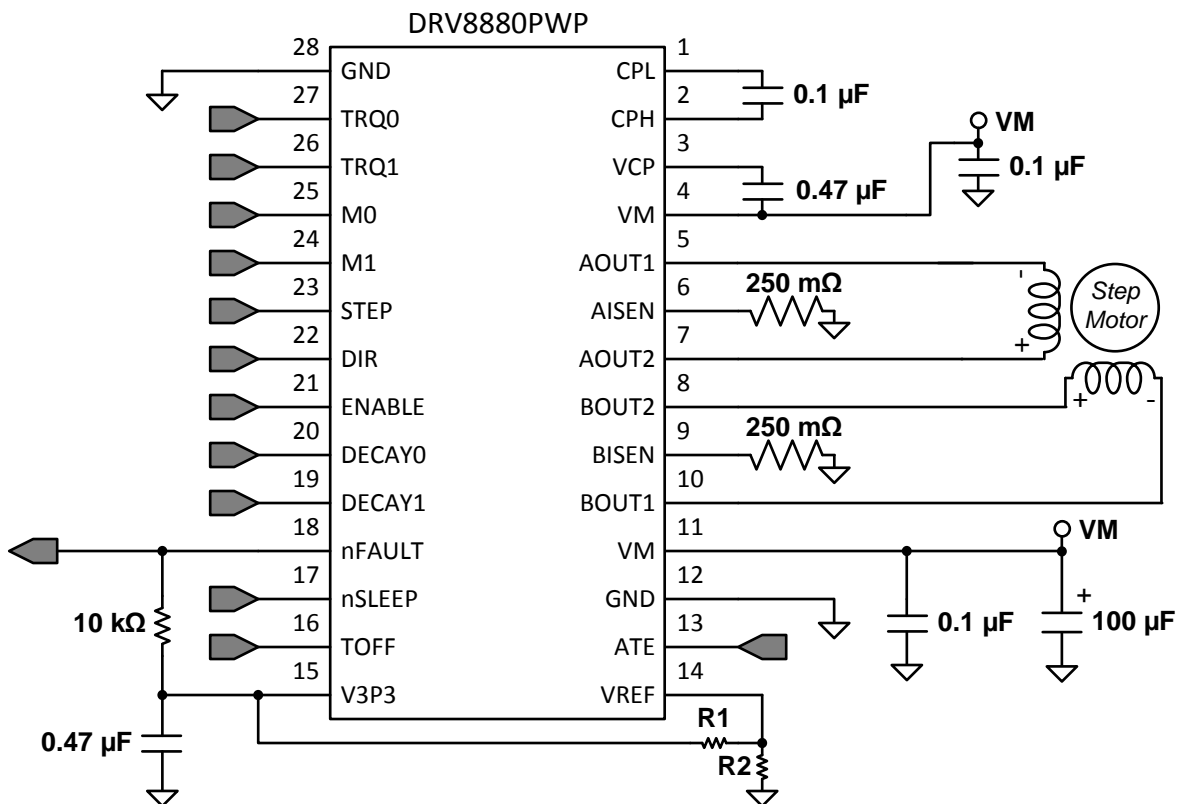 DRV8880PWP
28 GND CPL 1
27 TRQ0 CPH 2
26 TRQ1 VCP 3
25 M0 VM 4
24 M1 AOUT1 5
23 STEP AISEN 6
22 DIR AOUT2 7
21 ENABLE BOUT2 8
20 DECAY0 BISEN 9
19 DECAY1 BOUT1 10
18 nFAULT VM 11
17 nSLEEP GND 12
16 TOFF ATE 13
15 V3P3 VREF 14
0.1 µF
VM
0.1 µF
0.47 µF
250 mΩ
-
+
Step
Motor
+ -
250 mΩ
VM
+
0.1 µF
100 µF
10 kΩ
0.47 µF
R1
R2